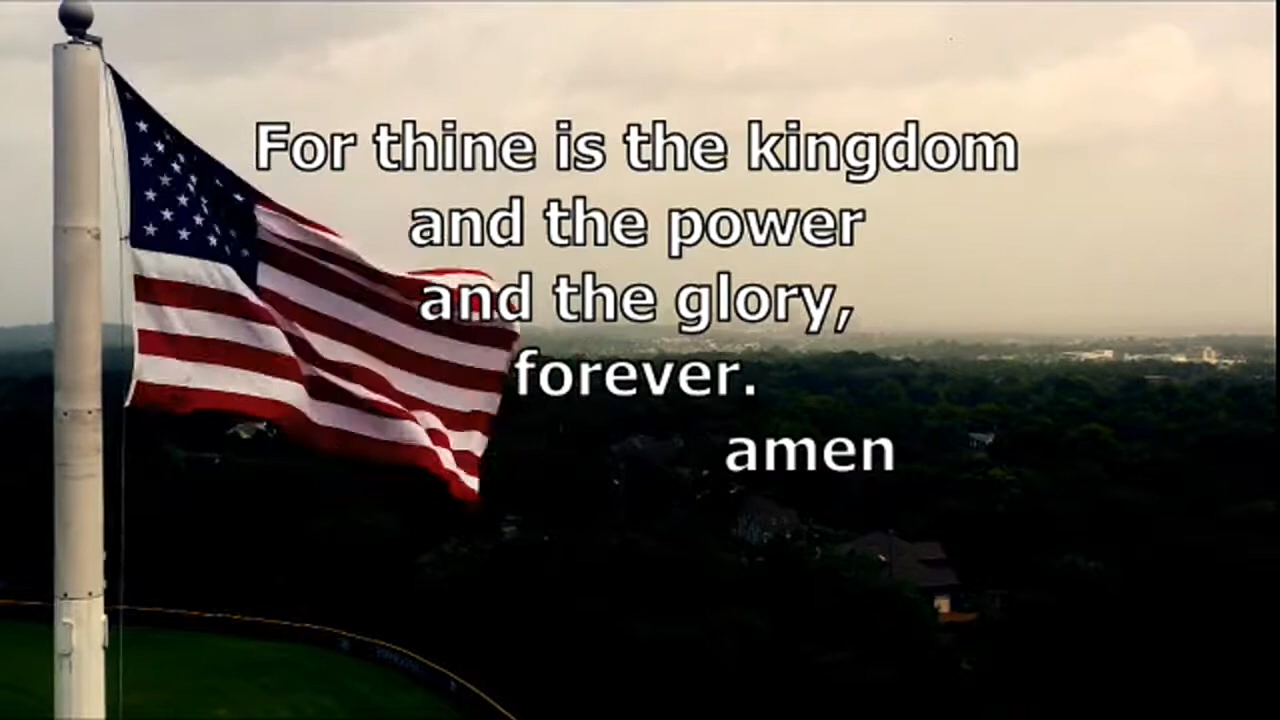 For thine is the kingdom
and the power
and the glory,
forever.
amen